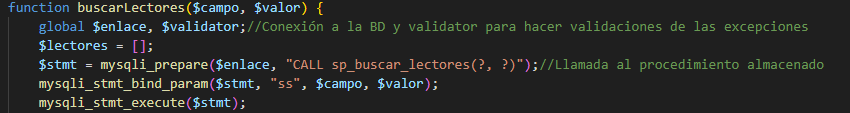 function buscarLectores($campo, $valor) {
    global $enlace, $validator;//Conexión a la BD y validator para hacer validaciones de las excepciones
    $lectores = [];
    $stmt = mysqli_prepare($enlace, "CALL sp_buscar_lectores(?, ?)");//Llamada al procedimiento almacenado
    mysqli_stmt_bind_param($stmt, "ss", $campo, $valor);
    mysqli_stmt_execute($stmt);